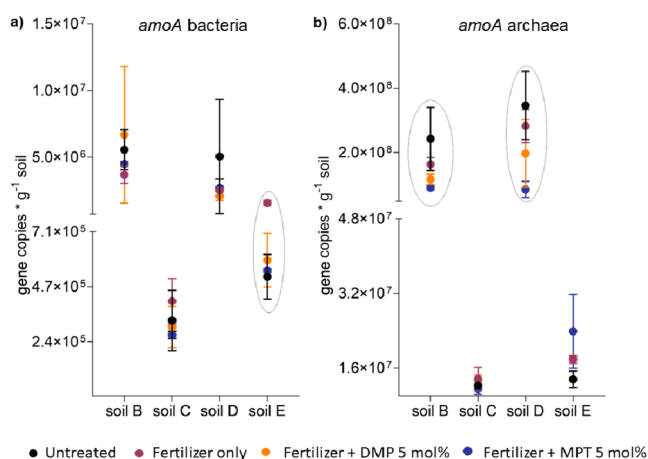 a)
amoA bacteria
1.5×10⁷
1.0×10⁷
5.0×10⁶
7.1×10⁵
4.7×10⁵
2.4×10⁵
gene copies * g⁻¹ soil
soil B soil C soil D soil E
b)
amoA archaea
6.0×10⁸
4.0×10⁸
2.0×10⁸
4.8×10⁷
3.2×10⁷
1.6×10⁷
gene copies * g⁻¹ soil
soil B soil C soil D soil E
Untreated Fertilizer only Fertilizer + DMP 5 mol% Fertilizer + MPT 5 mol%